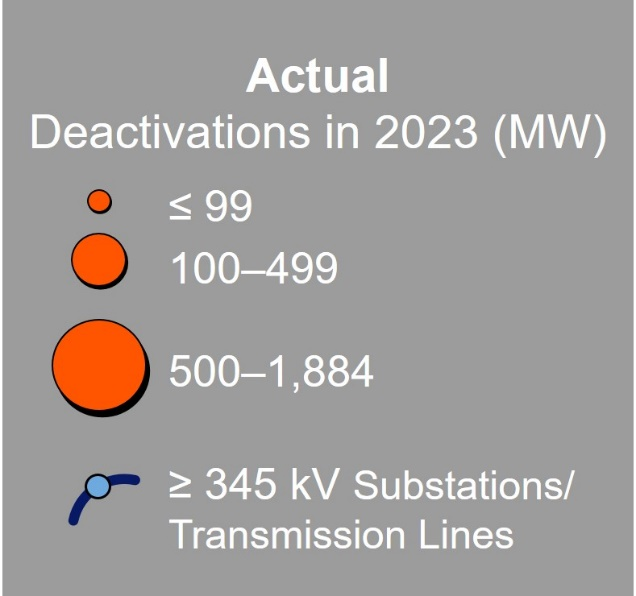 Actual
Deactivations in 2023 (MW)
≤ 99
100–499
500–1,884
≥ 345 kV Substations/
Transmission Lines